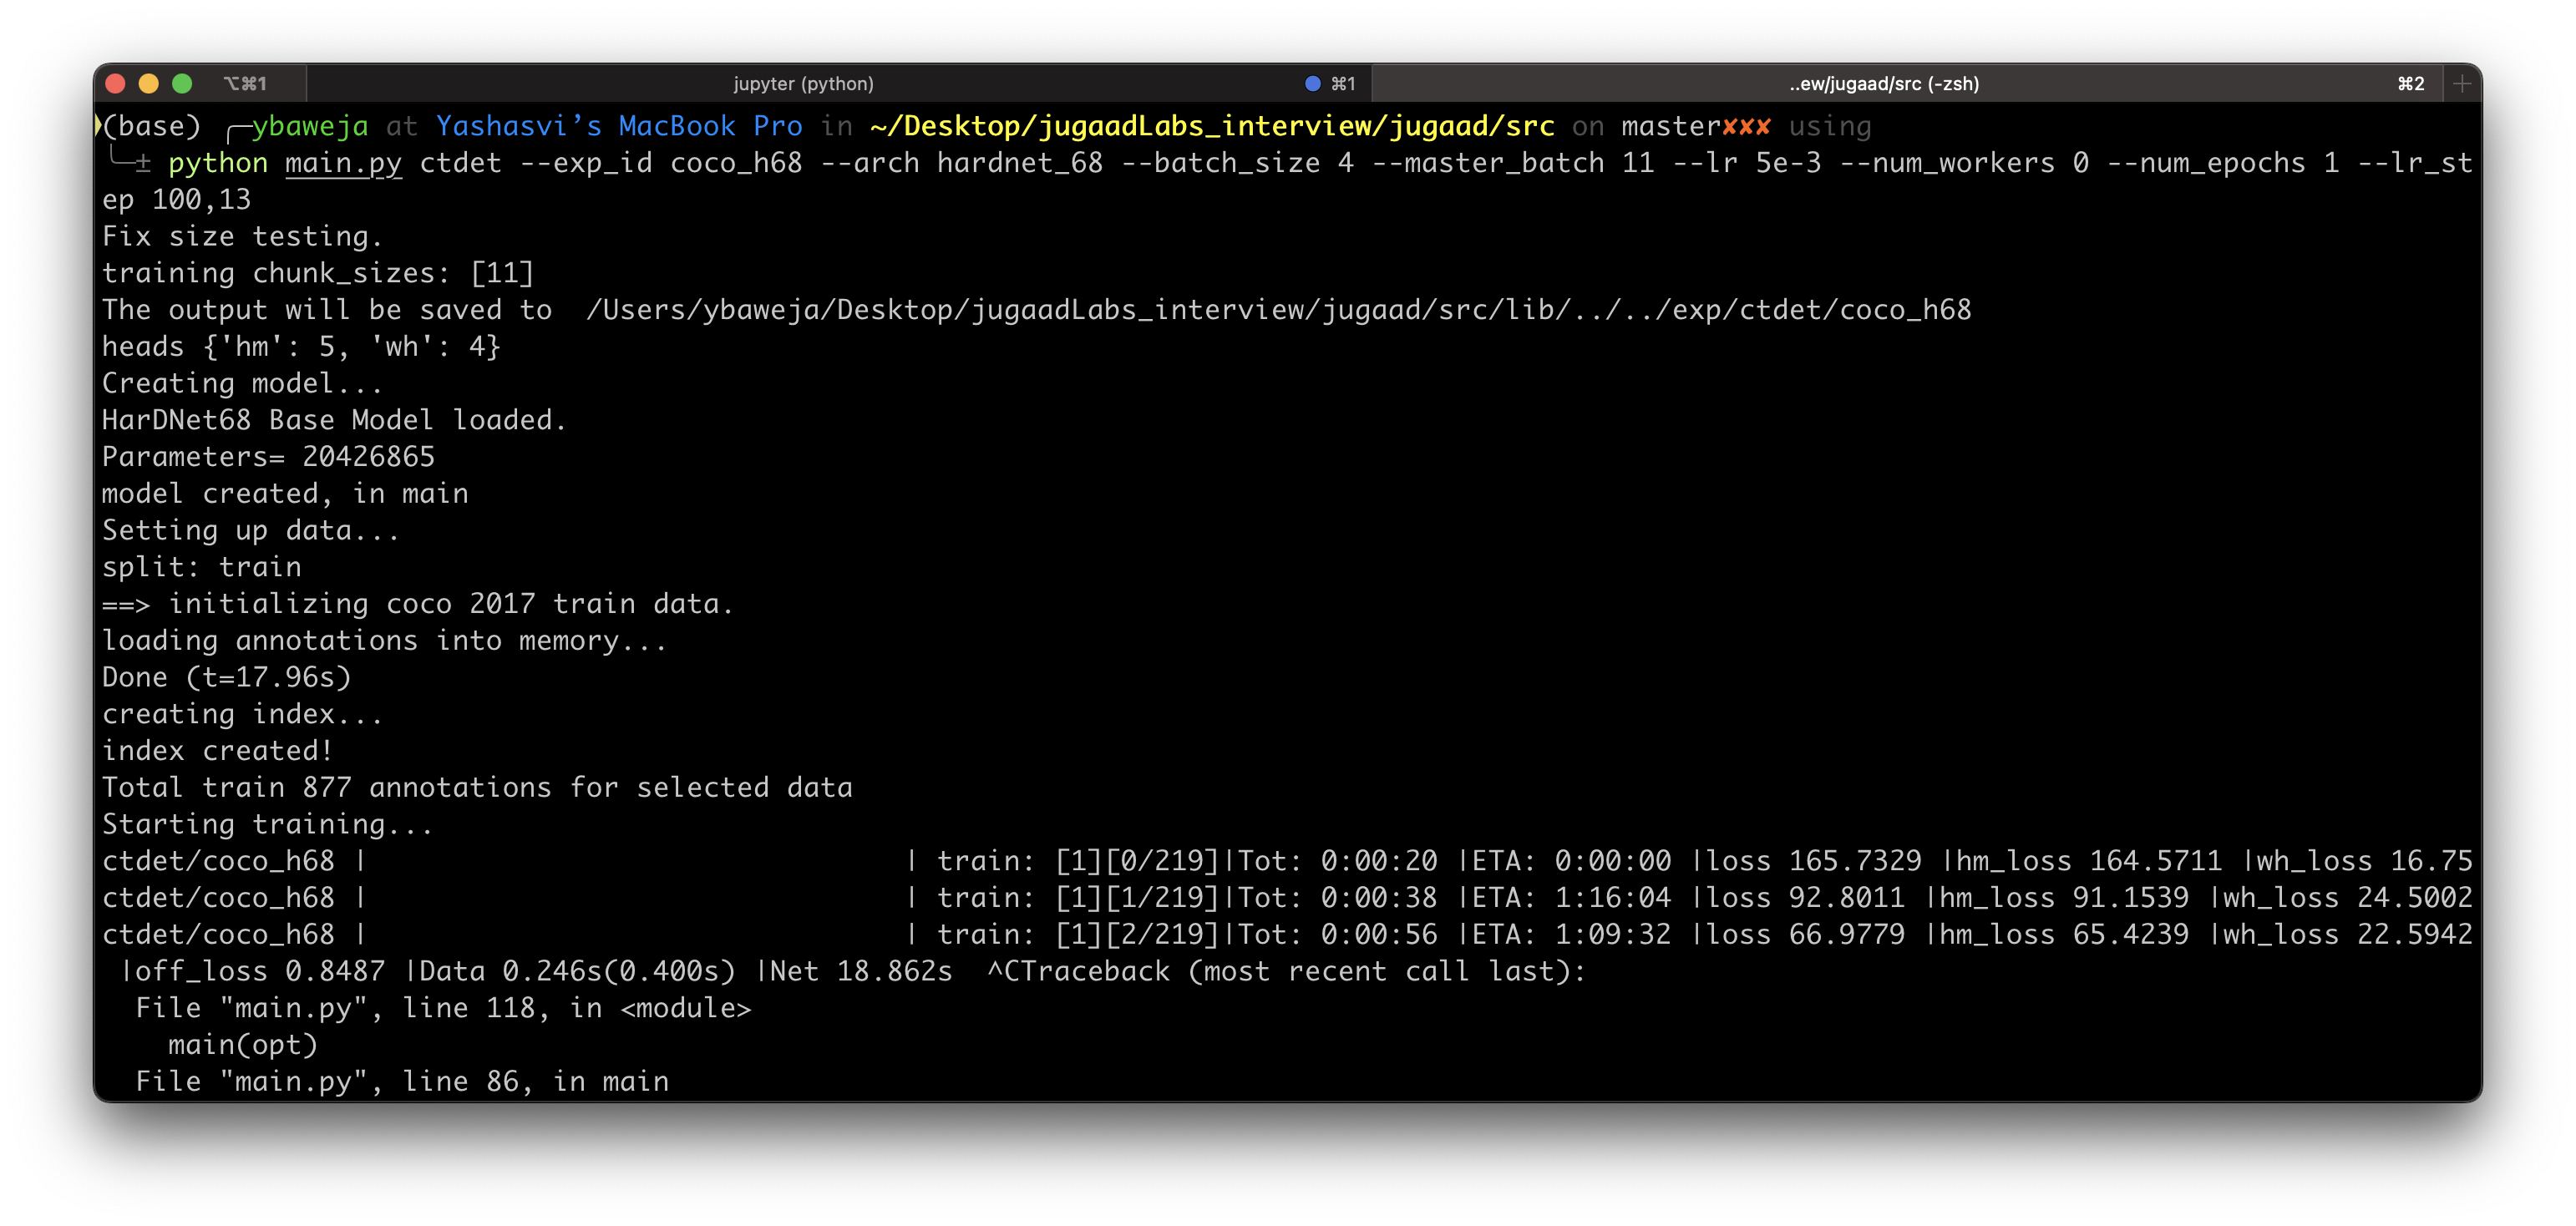 ⌥⌘1 jupyter (python) ⌘1 ..ew/jugaad/src (-zsh) ⌘2
(base) ╭─ybaweja at Yashasvi’s MacBook Pro in ~/Desktop/jugaadLabs_interview/jugaad/src on master✘✘✘ using
╰─± python main.py ctdet --exp_id coco_h68 --arch hardnet_68 --batch_size 4 --master_batch 11 --lr 5e-3 --num_workers 0 --num_epochs 1 --lr_st
ep 100,13
Fix size testing.
training chunk_sizes: [11]
The output will be saved to  /Users/ybaweja/Desktop/jugaadLabs_interview/jugaad/src/lib/../../exp/ctdet/coco_h68
heads {'hm': 5, 'wh': 4}
Creating model...
HarDNet68 Base Model loaded.
Parameters= 20426865
model created, in main
Setting up data...
split: train
==> initializing coco 2017 train data.
loading annotations into memory...
Done (t=17.96s)
creating index...
index created!
Total train 877 annotations for selected data
Starting training...
ctdet/coco_h68 |                                | train: [1][0/219]|Tot: 0:00:20 |ETA: 0:00:00 |loss 165.7329 |hm_loss 164.5711 |wh_loss 16.75
ctdet/coco_h68 |                                | train: [1][1/219]|Tot: 0:00:38 |ETA: 1:16:04 |loss 92.8011 |hm_loss 91.1539 |wh_loss 24.5002
ctdet/coco_h68 |                                | train: [1][2/219]|Tot: 0:00:56 |ETA: 1:09:32 |loss 66.9779 |hm_loss 65.4239 |wh_loss 22.5942
 |off_loss 0.8487 |Data 0.246s(0.400s) |Net 18.862s  ^CTraceback (most recent call last):
  File "main.py", line 118, in <module>
    main(opt)
  File "main.py", line 86, in main